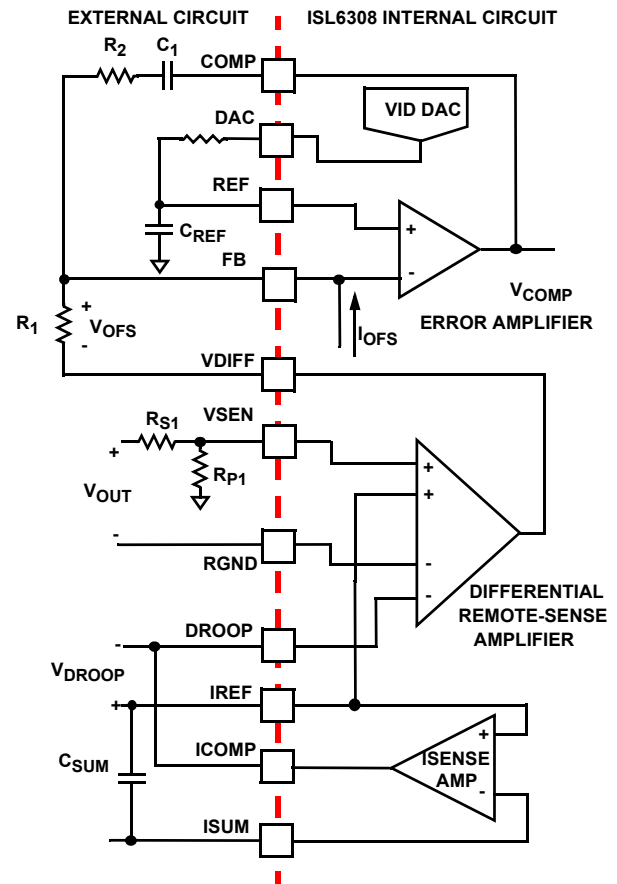 EXTERNAL CIRCUIT
ISL6308 INTERNAL CIRCUIT
R2
C1
COMP
VID DAC
DAC
REF
+
CREF
FB
-
VCOMP
+
R1
VOFS
-
IOFS
ERROR AMPLIFIER
VDIFF
RS1
VSEN
+
RP1
+
+
VOUT
-
RGND
-
-
DIFFERENTIAL
REMOTE-SENSE
AMPLIFIER
DROOP
-
VDROOP
IREF
+
ICOMP
+
CSUM
ISENSE
AMP
-
ISUM